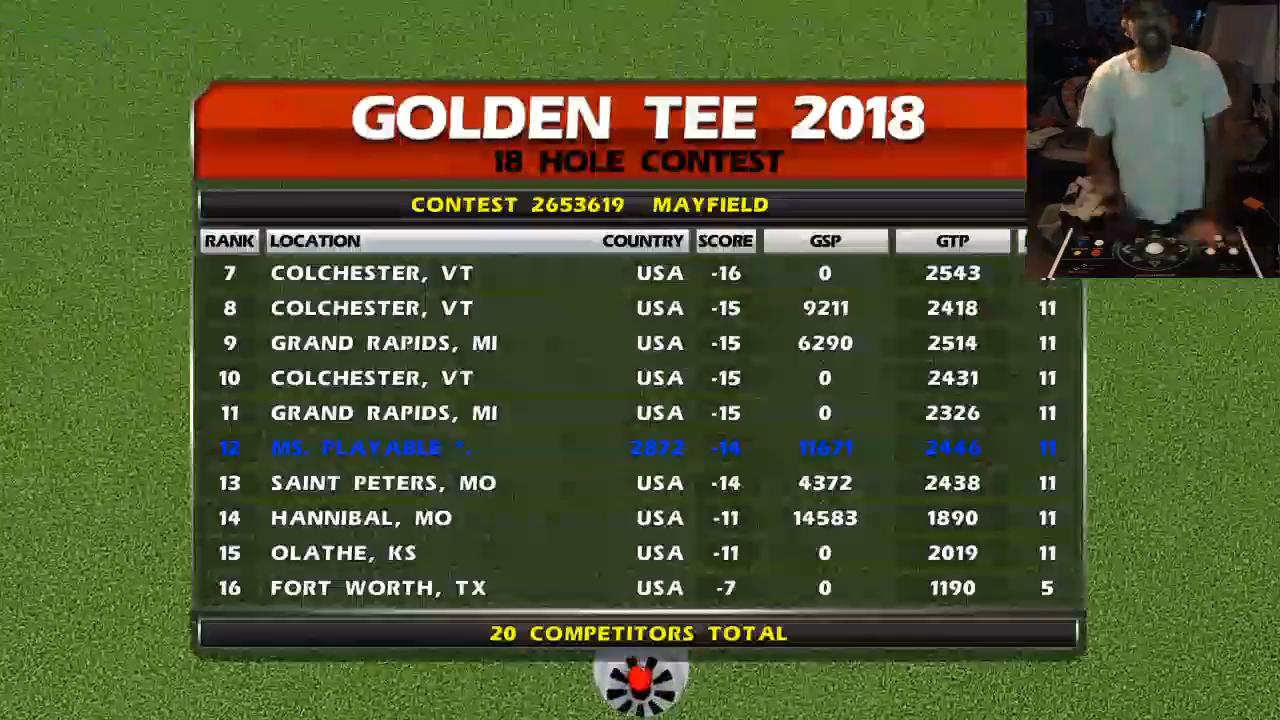 GOLDEN TEE 2018
18 HOLE CONTEST
CONTEST 2653619 MAYFIELD
RANK LOCATION COUNTRY SCORE GSP GTP
7 COLCHESTER, VT USA -16 0 2543
8 COLCHESTER, VT USA -15 9211 2418 11
9 GRAND RAPIDS, MI USA -15 6290 2514 11
10 COLCHESTER, VT USA -15 0 2431 11
11 GRAND RAPIDS, MI USA -15 0 2326 11
12 MS. PLAYABLE *. 2872 -14 11671 2446 11
13 SAINT PETERS, MO USA -14 4372 2438 11
14 HANNIBAL, MO USA -11 14583 1890 11
15 OLATHE, KS USA -11 0 2019 11
16 FORT WORTH, TX USA -7 0 1190 5
20 COMPETITORS TOTAL